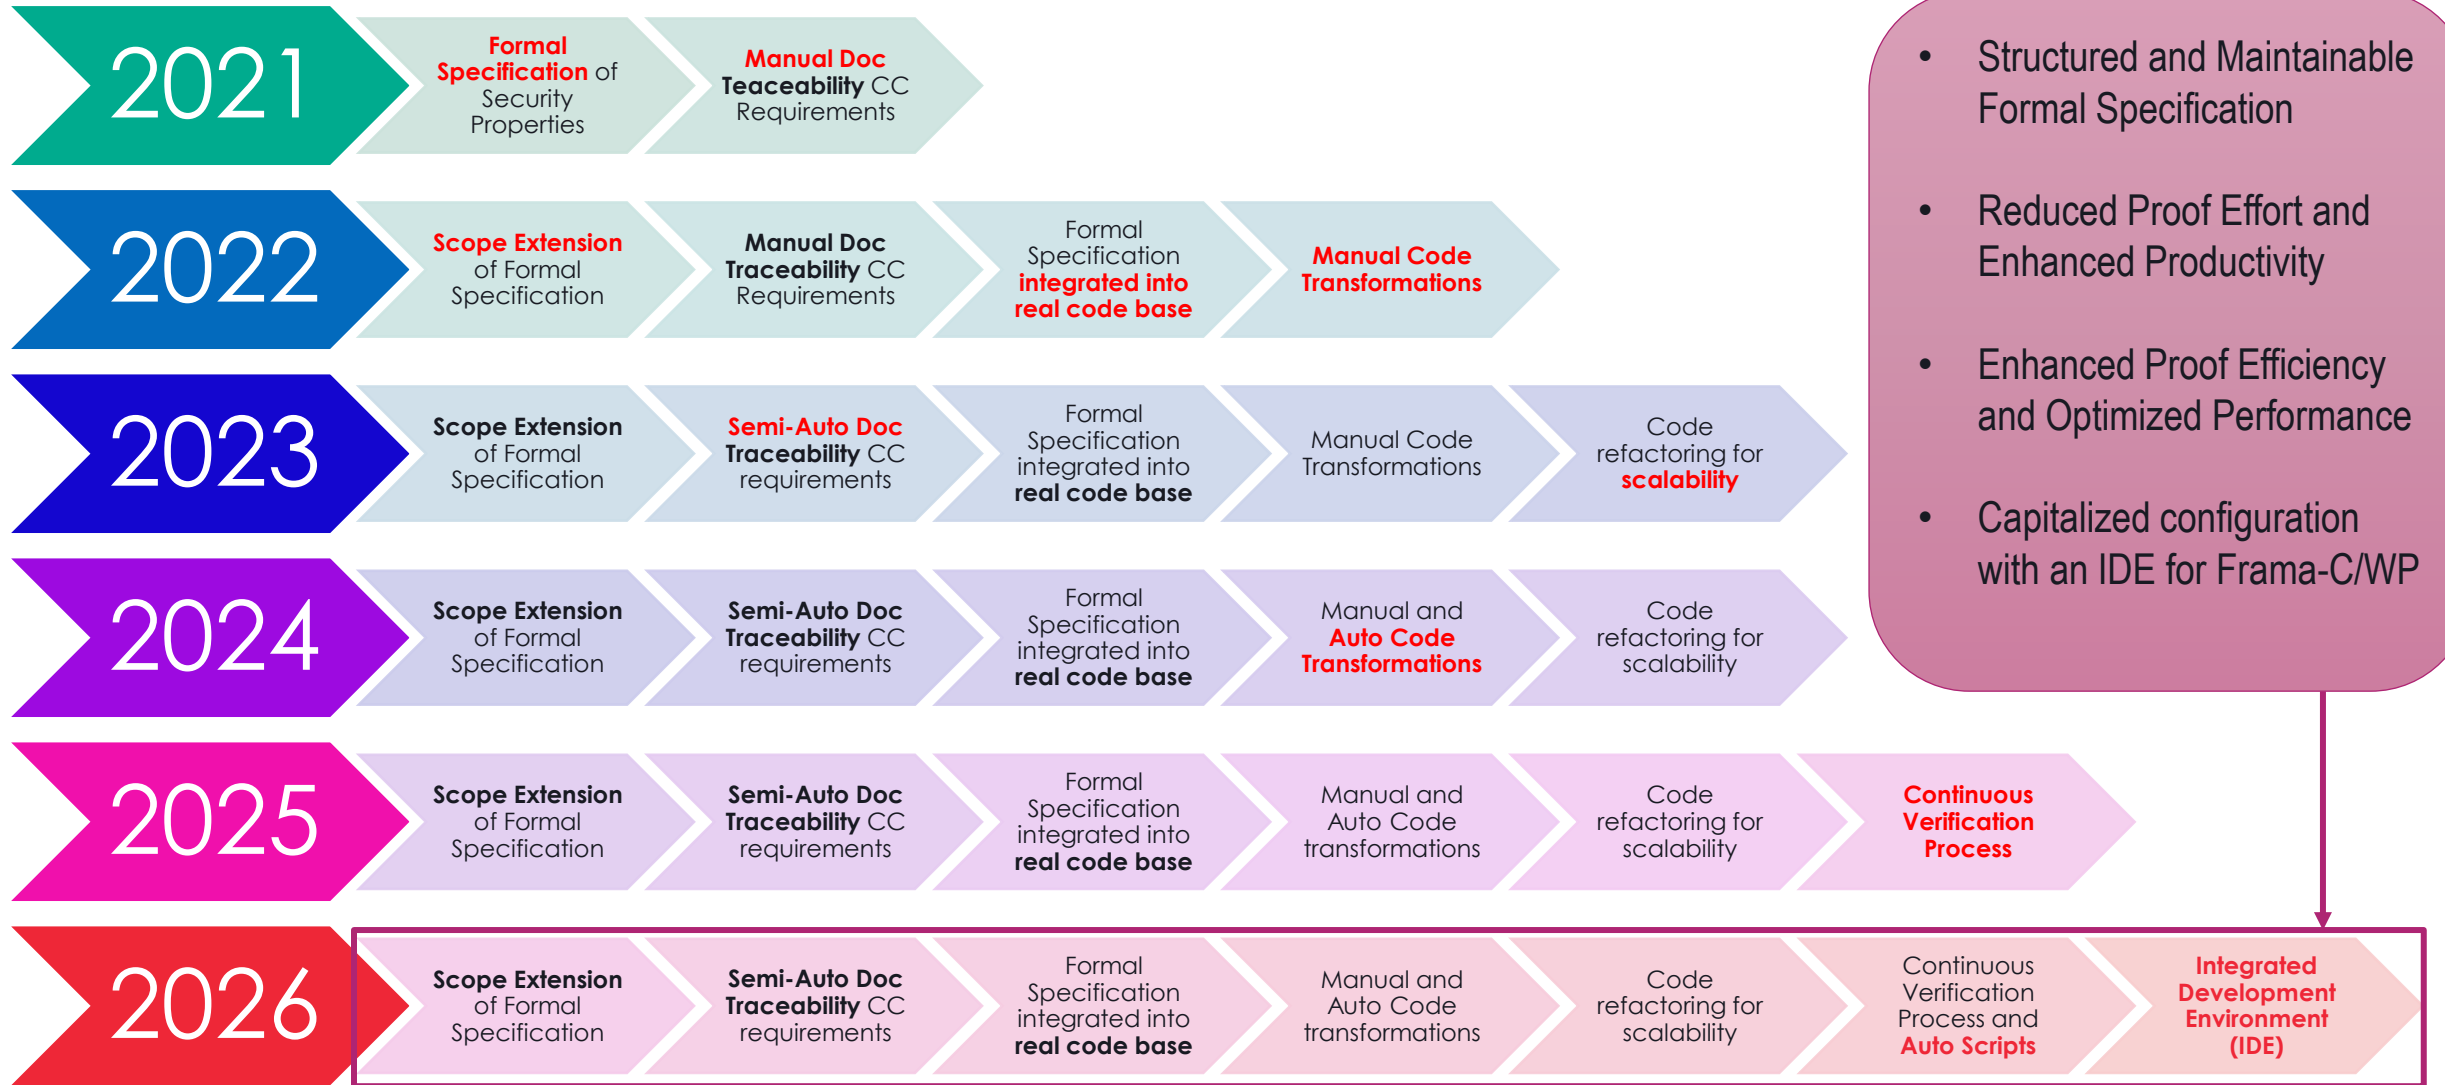 2021
Formal
Specification of
Security
Properties
Manual Doc
Teaceability CC
Requirements
2022
Scope Extension
of Formal
Specification
Manual Doc
Traceability CC
Requirements
Formal
Specification
integrated into
real code base
Manual Code
Transformations
2023
Scope Extension
of Formal
Specification
Semi-Auto Doc
Traceability CC
requirements
Formal
Specification
integrated into
real code base
Manual Code
Transformations
Code
refactoring for
scalability
2024
Scope Extension
of Formal
Specification
Semi-Auto Doc
Traceability CC
requirements
Formal
Specification
integrated into
real code base
Manual and
Auto Code
Transformations
Code
refactoring for
scalability
2025
Scope Extension
of Formal
Specification
Semi-Auto Doc
Traceability CC
requirements
Formal
Specification
integrated into
real code base
Manual and
Auto Code
transformations
Code
refactoring for
scalability
Continuous
Verification
Process
2026
Scope Extension
of Formal
Specification
Semi-Auto Doc
Traceability CC
requirements
Formal
Specification
integrated into
real code base
Manual and
Auto Code
transformations
Code
refactoring for
scalability
Continuous
Verification
Process and
Auto Scripts
Integrated
Development
Environment
(IDE)
• Structured and Maintainable
Formal Specification
• Reduced Proof Effort and
Enhanced Productivity
• Enhanced Proof Efficiency
and Optimized Performance
• Capitalized configuration
with an IDE for Frama-C/WP